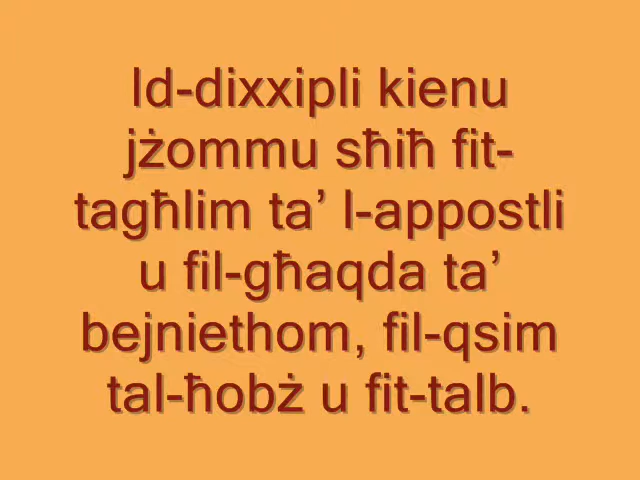 Id-dixxipli kienu
jżommu sħiħ fit-
tagħlim ta’ l-appostli
u fil-għaqda ta’
bejniethom, fil-qsim
tal-ħobż u fit-talb.